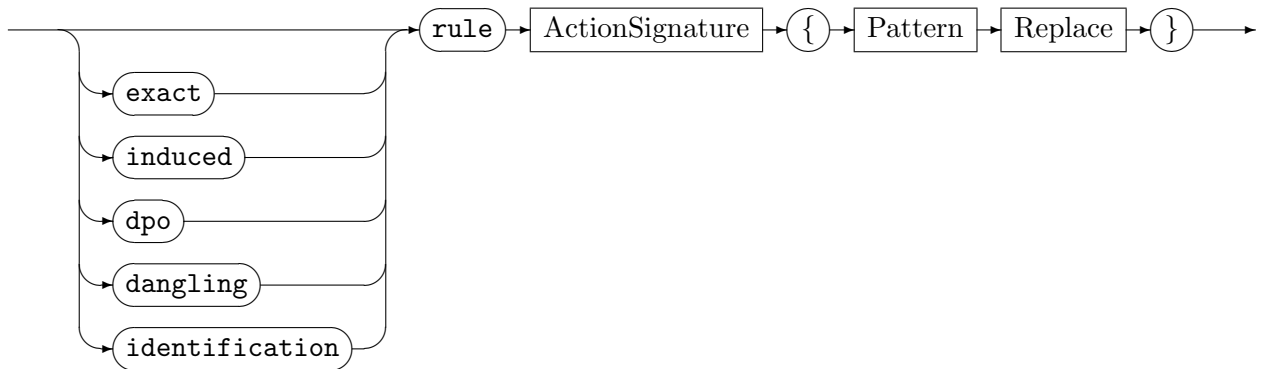 rule ActionSignature { Pattern Replace }
exact
induced
dpo
dangling
identification